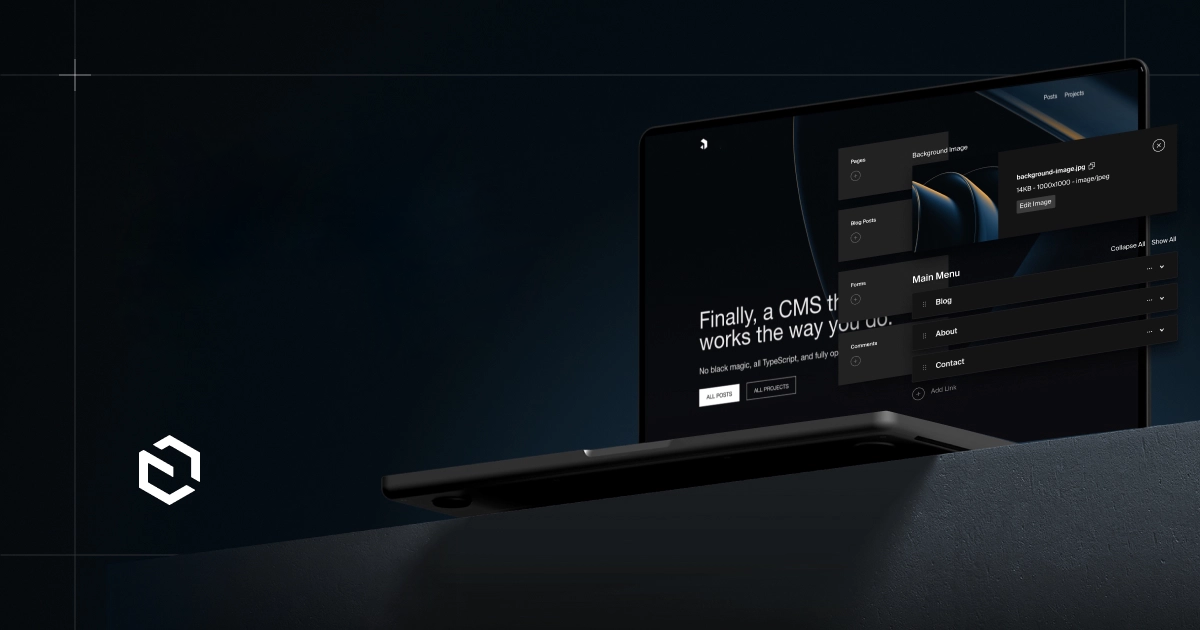 Posts Projects
Pages
Background Image
background-image.jpg
14KB - 1000x1000 - image/jpeg
Edit Image
Blog Posts
Collapse All Show All
Main Menu
Forms
Blog
Finally, a CMS th
works the way you do.
About
Comments
No black magic, all TypeScript, and fully op
Contact
ALL POSTS
ALL PROJECTS
Add Link